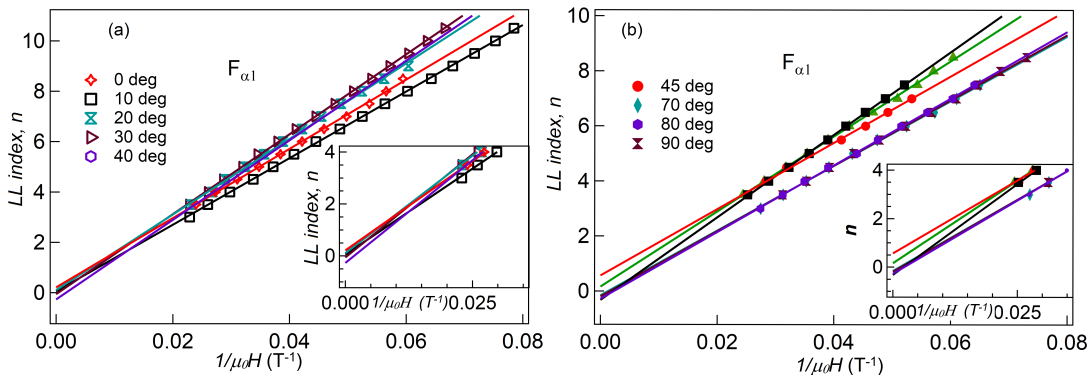 (a)
F α1
LL index, n
10
8
6
4
2
0
0 deg
10 deg
20 deg
30 deg
40 deg
LL index, n
4
2
0
0.000
1/μ₀H (T⁻¹)
0.025
0.00
0.02
0.04
0.06
0.08
1/μ₀H (T⁻¹)
(b)
F α1
LL index, n
10
8
6
4
2
0
45 deg
70 deg
80 deg
90 deg
n
4
2
0
0.000
1/μ₀H (T⁻¹)
0.025
0.00
0.02
0.04
0.06
0.08
1/μ₀H (T⁻¹)